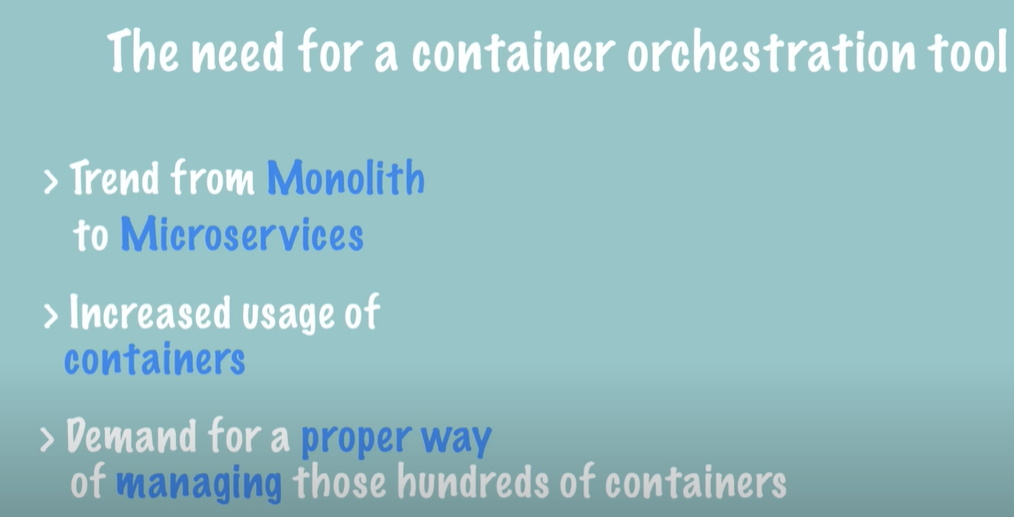 The need for a container orchestration tool
> Trend from Monolith
to Microservices
> Increased usage of
containers
> Demand for a proper way
of managing those hundreds of containers